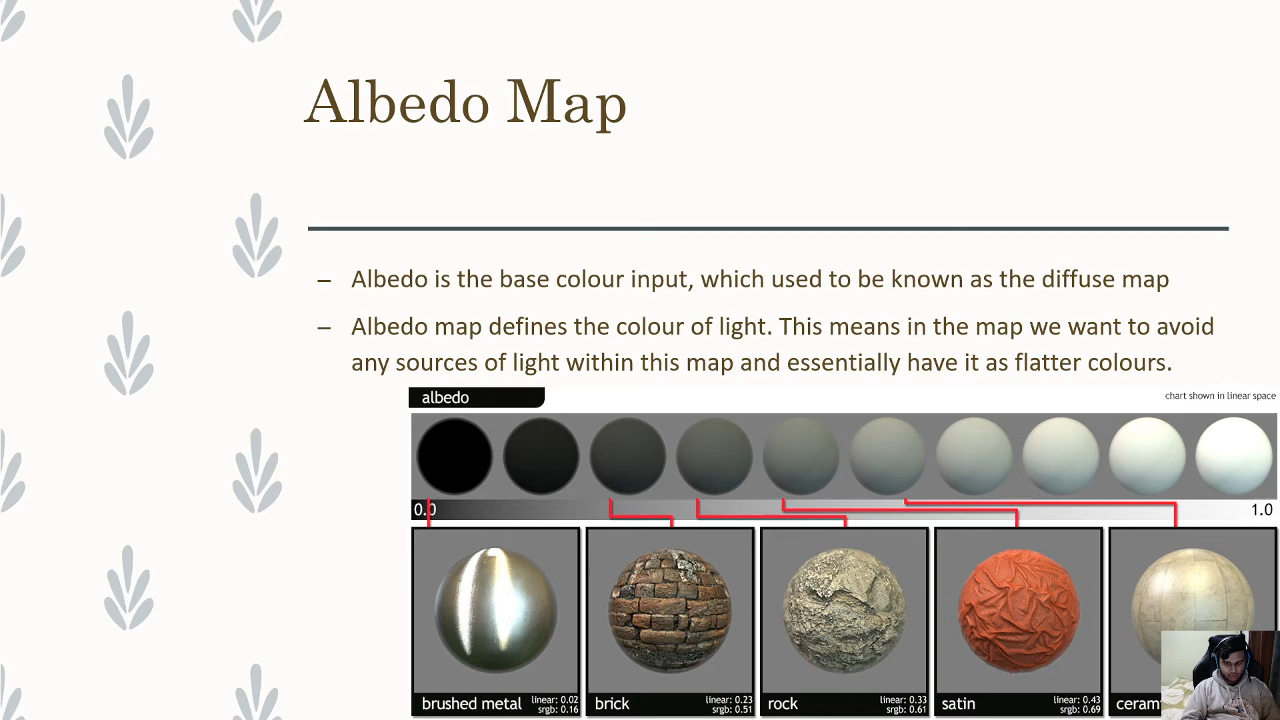 Albedo Map
– Albedo is the base colour input, which used to be known as the diffuse map
– Albedo map defines the colour of light. This means in the map we want to avoid
any sources of light within this map and essentially have it as flatter colours.
albedo
chart shown in linear space
0.0
1.0
brushed metal
linear: 0.02
srgb: 0.16
brick
linear: 0.23
srgb: 0.51
rock
linear: 0.33
srgb: 0.61
satin
linear: 0.43
srgb: 0.69